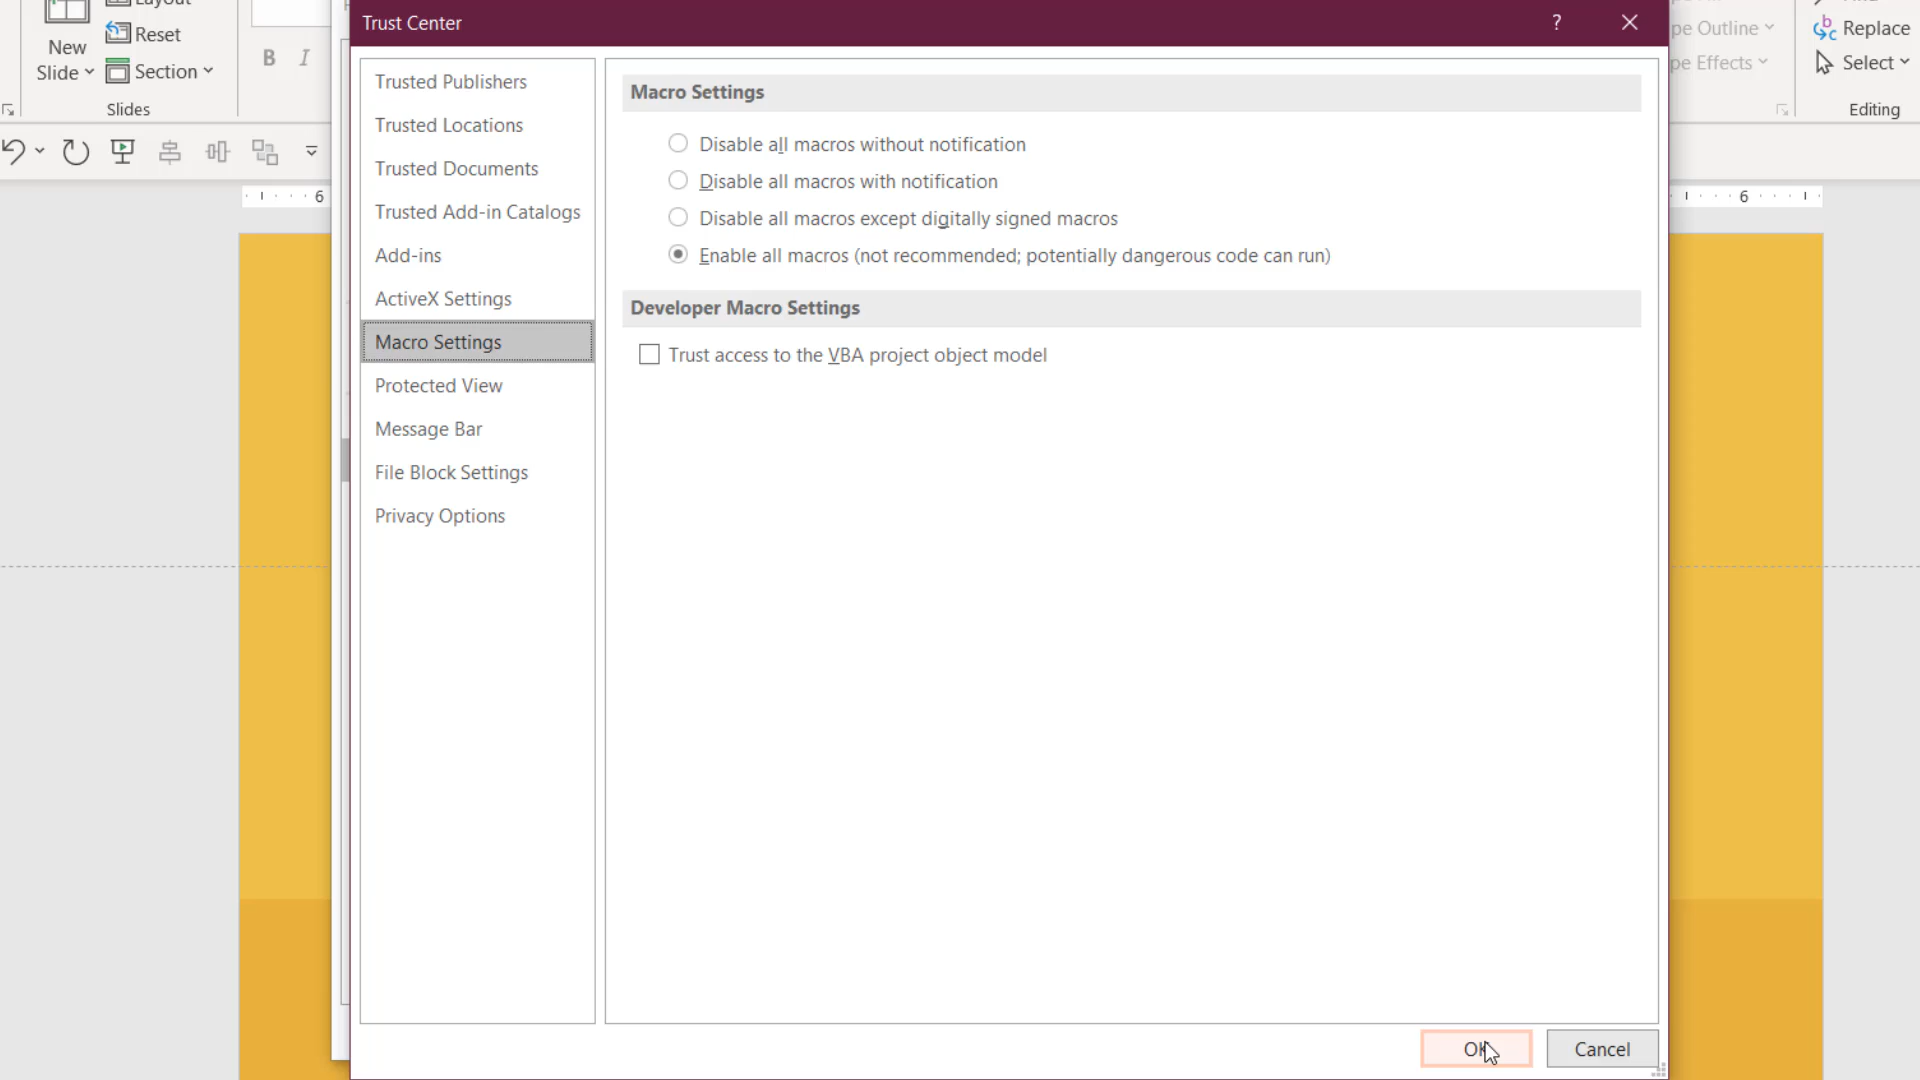 Layout
New
Slide
Reset
Section
Slides
B I
Trust Center
?
pe Outline
pe Effects
Replace
Select
Editing
6
6
Trusted Publishers
Trusted Locations
Trusted Documents
Trusted Add-in Catalogs
Add-ins
ActiveX Settings
Macro Settings
Protected View
Message Bar
File Block Settings
Privacy Options
Macro Settings
Disable all macros without notification
Disable all macros with notification
Disable all macros except digitally signed macros
Enable all macros (not recommended; potentially dangerous code can run)
Developer Macro Settings
Trust access to the VBA project object model
OK
Cancel